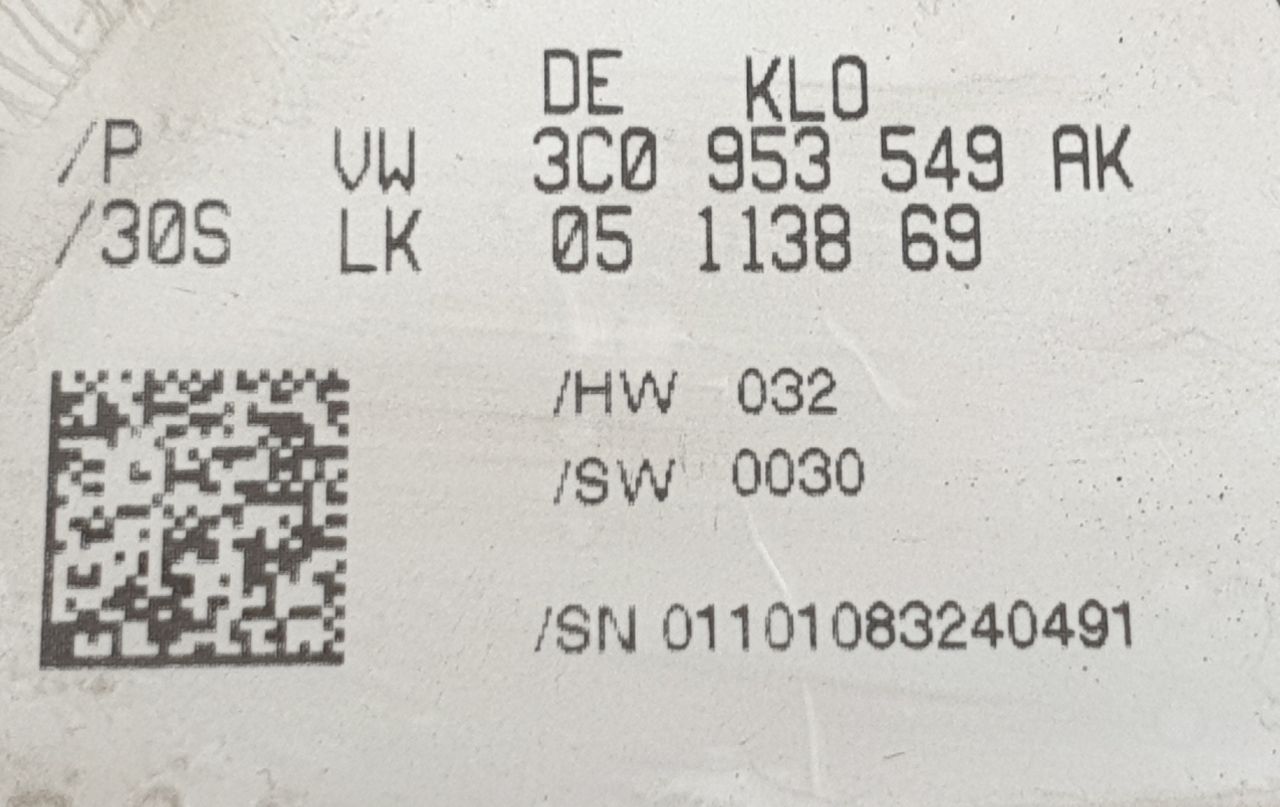 DE KLO
/P VW 3C0 953 549 AK
/30S LK 05 1138 69
/HW 032
/SW 0030
/SN 01101083240491